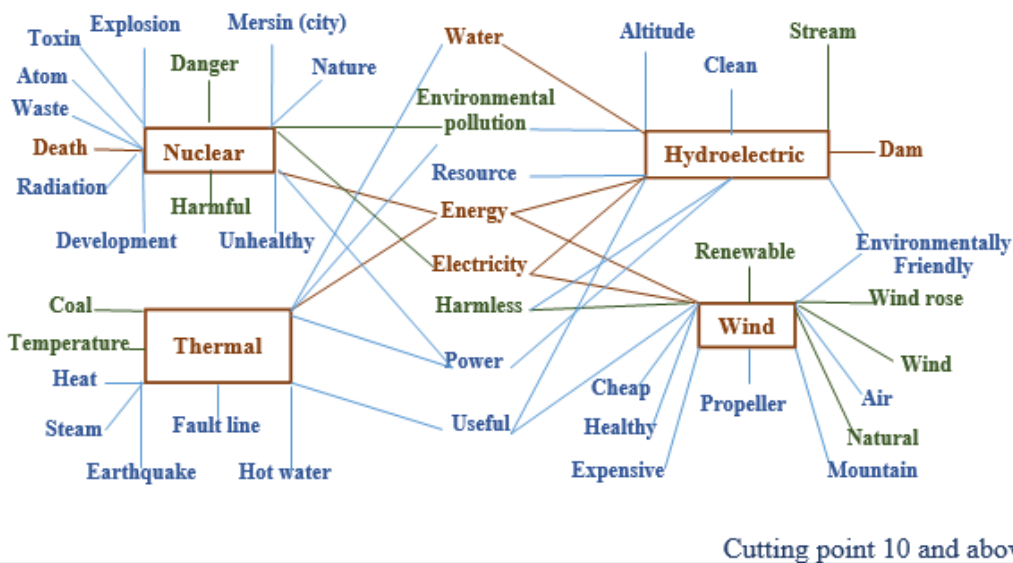 Explosion
Mersin (city)
Toxin
Danger
Nature
Atom
Waste
Death
Nuclear
Radiation
Harmful
Development
Unhealthy
Water
Environmental
pollution
Resource
Energy
Electricity
Harmless
Power
Useful
Altitude
Stream
Clean
Hydroelectric
Dam
Environmentally
Friendly
Renewable
Wind rose
Wind
Wind
Cheap
Propeller
Air
Healthy
Natural
Expensive
Mountain
Coal
Temperature
Thermal
Heat
Steam
Fault line
Earthquake
Hot water
Cutting point 10 and abov